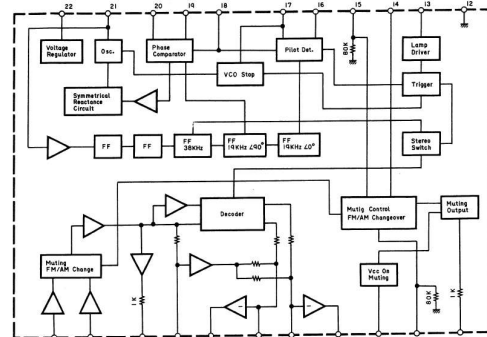 22
21
20
19
18
17
16
15
14
13
12
Voltage
Regulator
Osc.
Phase
Comparator
Pilot Det.
80K
Lamp
Driver
VCO Stop
Trigger
Symmetrical
Reactance
Circuit
FF
FF
FF
38KHz
FF
19KHz ∠90°
FF
19KHz ∠0°
Stereo
Switch
Decoder
Mutig Control
FM/AM Changeover
Muting
Output
Muting
FM/AM Change
1K
Vcc On
Muting
80K
1K